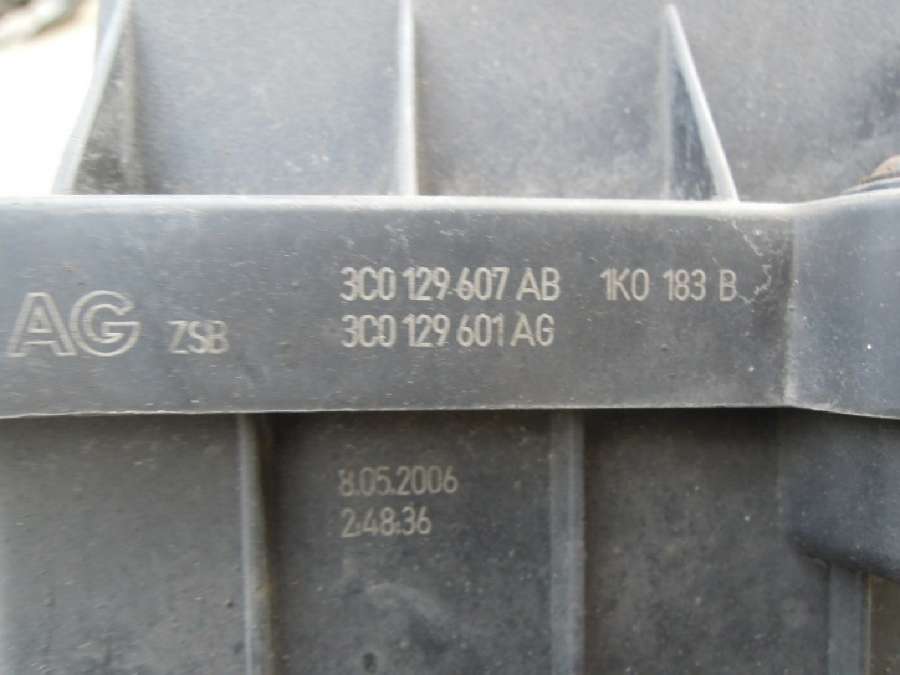 3C0 129 607 AB 1K0 183 B
AG ZSB 3C0 129 601 AG
8.05.2006
2:48:36